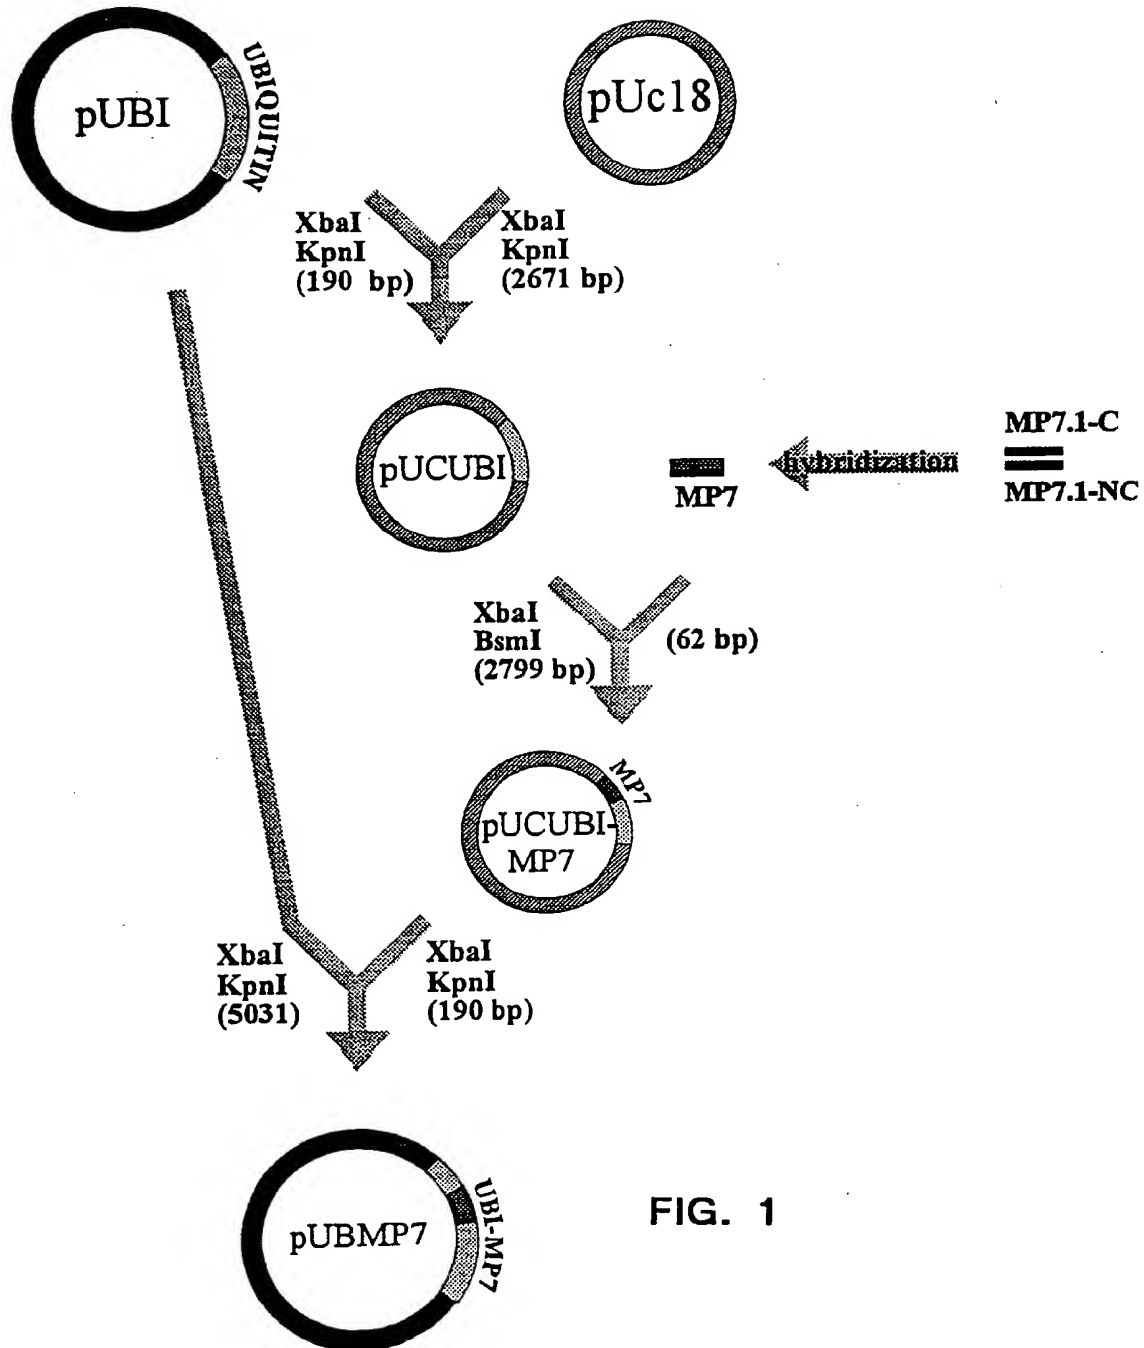 pUBI
UBIQUITIN
pUc18
XbaI
KpnI
(190 bp)
XbaI
KpnI
(2671 bp)
pUCUBI
MP7
hybridization
MP7.1-C
MP7.1-NC
XbaI
BsmI
(2799 bp)
(62 bp)
MP7
pUCUBI-
MP7
XbaI
KpnI
(5031)
XbaI
KpnI
(190 bp)
pUBMP7
UBI-MP7
FIG. 1